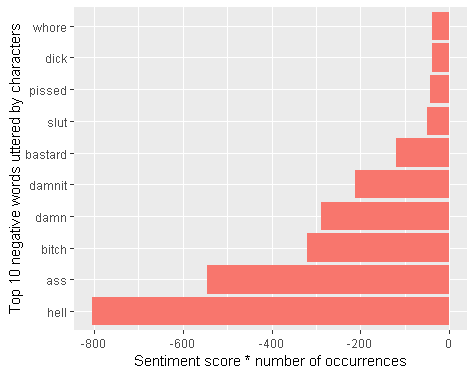 Top 10 negative words uttered by characters
whore
dick
pissed
slut
bastard
damnit
damn
bitch
ass
hell
-800
-600
-400
-200
0
Sentiment score * number of occurrences